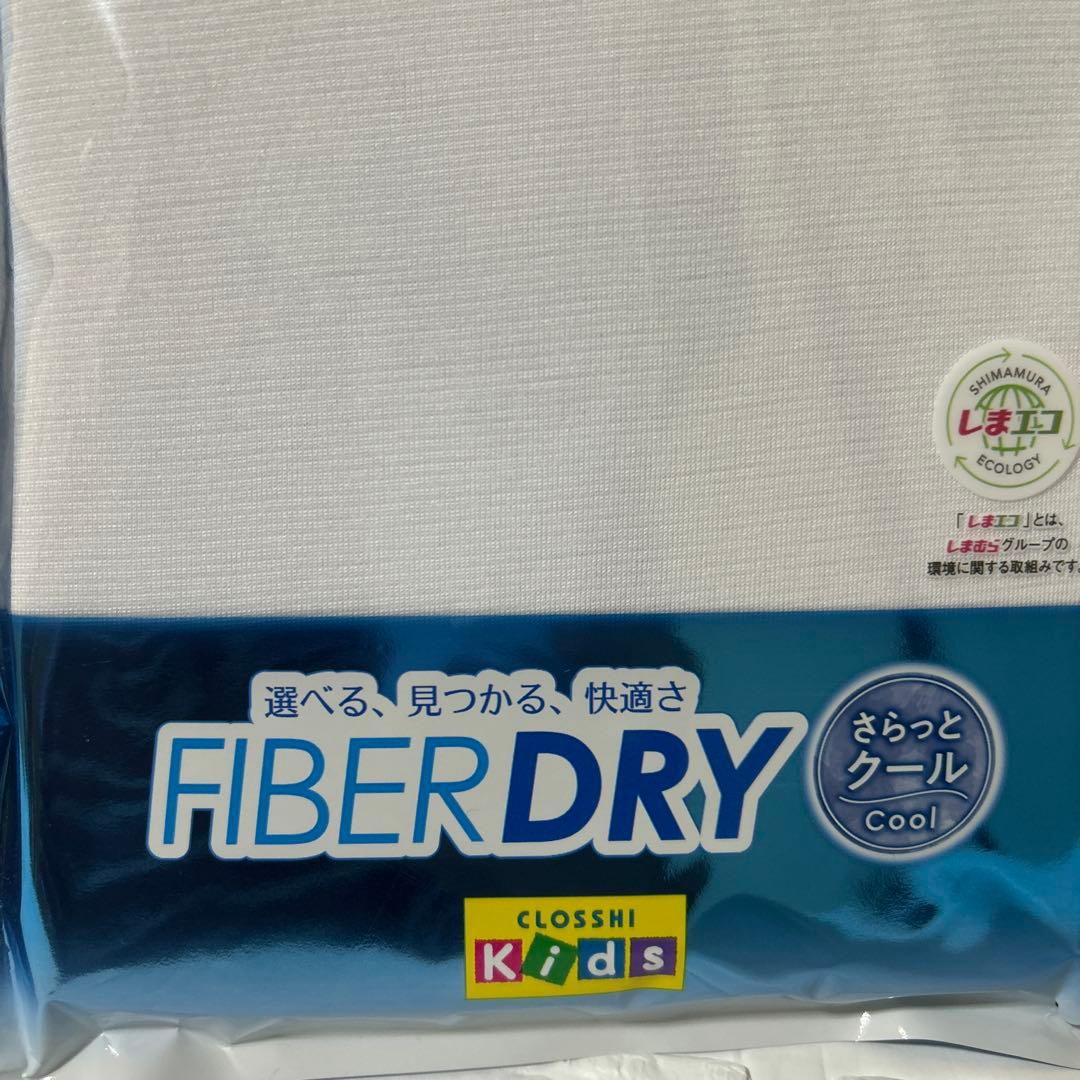 SHIMAMURA
しまエコ
ECOLOGY
「しまエコ」とは、
しまむらグループの
環境に関する取組みです。
選べる、見つかる、快適さ
FIBER DRY
さらっと
クール
Cool
CLOSSHI
Kids